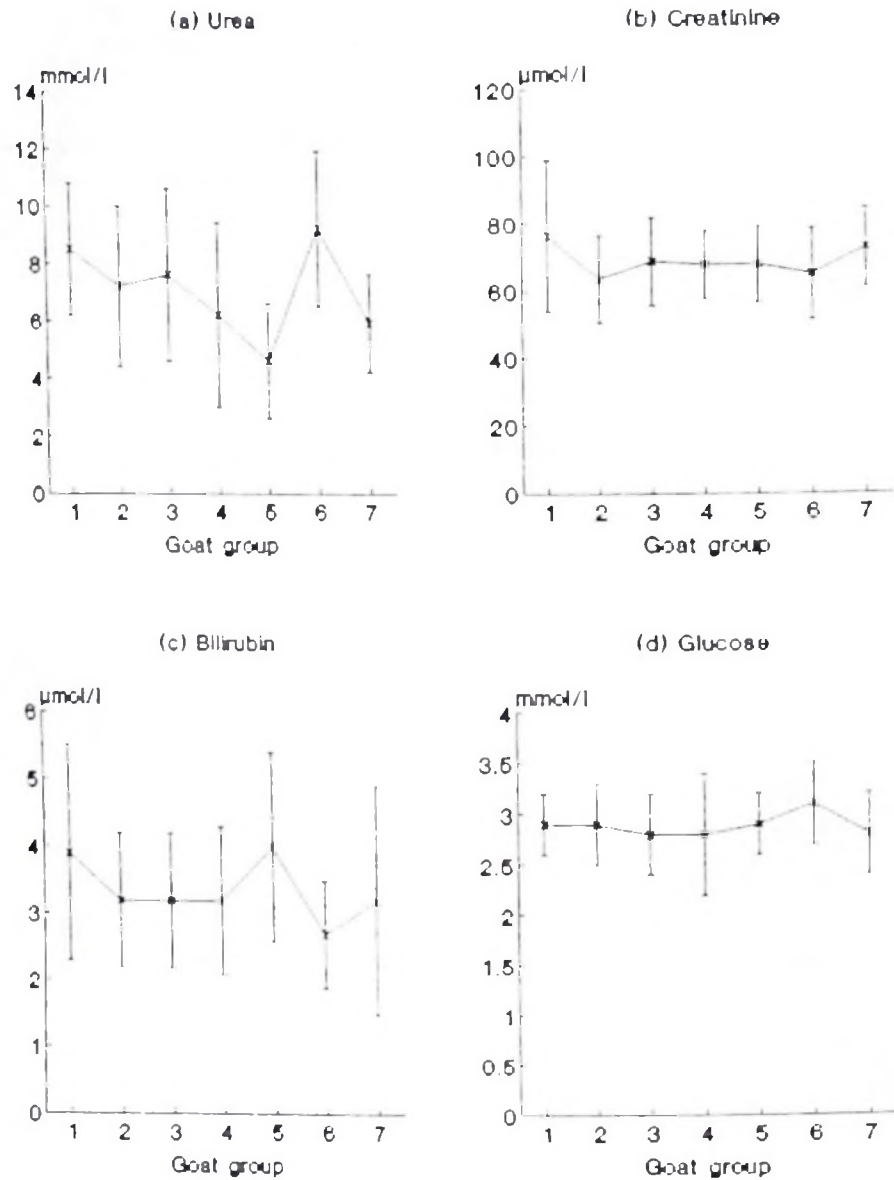 (a) Urea
mmol/l
14
12
10
8
6
4
2
0
1 2 3 4 5 6 7
Goat group
(b) Creatinine
µmol/l
120
100
80
60
40
20
0
1 2 3 4 5 6 7
Goat group
(c) Bilirubin
µmol/l
6
5
4
3
2
1
0
1 2 3 4 5 6 7
Goat group
(d) Glucose
mmol/l
4
3.5
3
2.5
2
1.5
1
0.5
0
1 2 3 4 5 6 7
Goat group